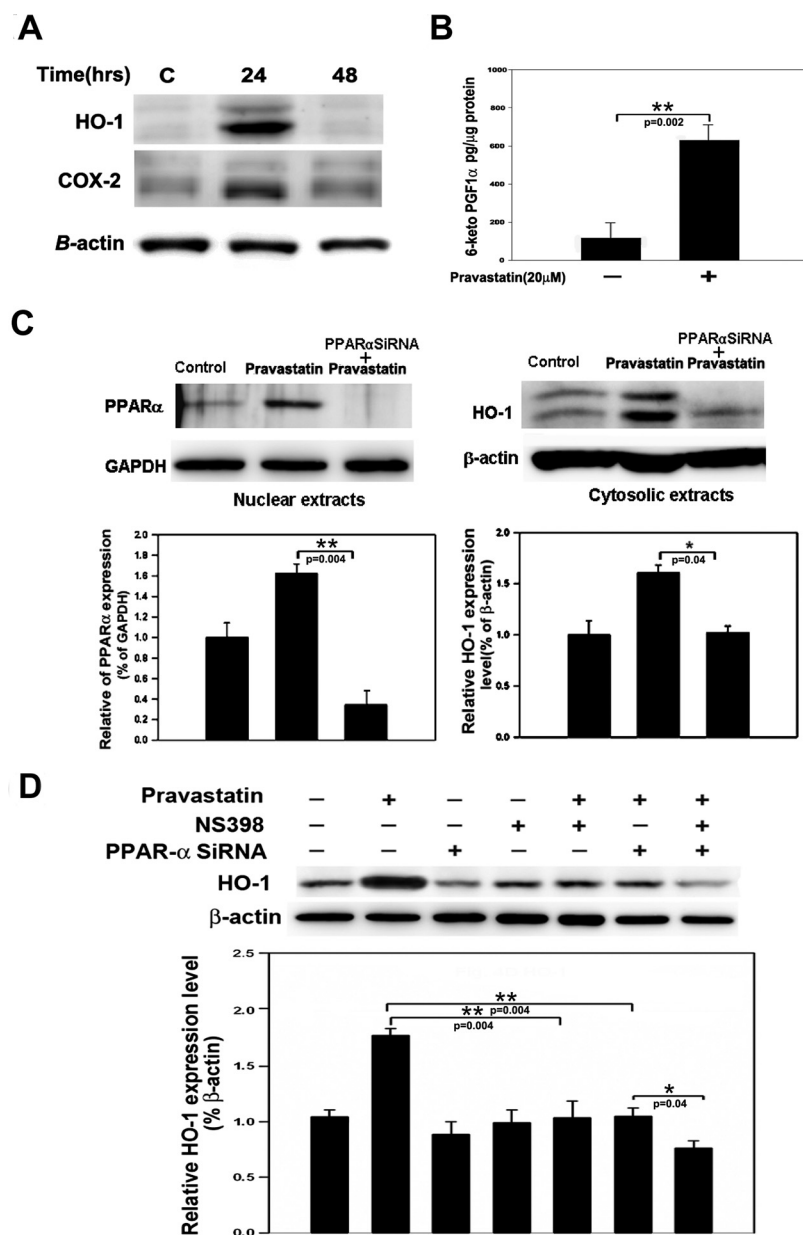 A
Time(hrs) C 24 48
HO-1
COX-2
B-actin
B
1000
800
600
400
200
0
6-keto PGF1α pg/μg protein
**
p=0.002
Pravastatin(20μM) — +
C
PPARαSiRNA
+
Control Pravastatin Pravastatin
PPARα
GAPDH
Nuclear extracts
2.0
1.8
1.6
1.4
1.2
1.0
0.8
0.6
0.4
0.2
0.0
Relative of PPARα expression
(% of GAPDH)
**
p=0.004
PPARαSiRNA
+
Control Pravastatin Pravastatin
HO-1
β-actin
Cytosolic extracts
2.0
1.5
1.0
0.5
0.0
Relative HO-1 expression
level(% of β-actin)
*
p=0.04
D
Pravastatin — + — — + + +
NS398 — — — + + — +
PPAR-α SiRNA — — + — — + +
HO-1
β-actin
2.5
2.0
1.5
1.0
0.5
0.0
Relative HO-1 expression level
(% β-actin)
**
p=0.004
**
p=0.004
*
p=0.04